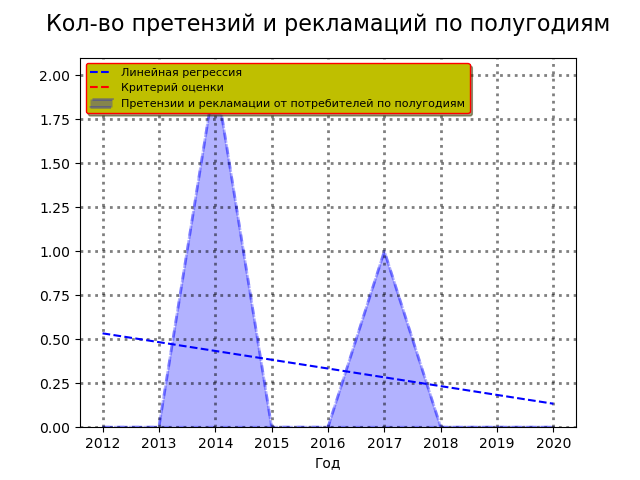 Кол-во претензий и рекламаций по полугодиям
Линейная регрессия
Критерий оценки
Претензии и рекламации от потребителей по полугодиям
2.00
1.75
1.50
1.25
1.00
0.75
0.50
0.25
0.00
2012 2013 2014 2015 2016 2017 2018 2019 2020
Год